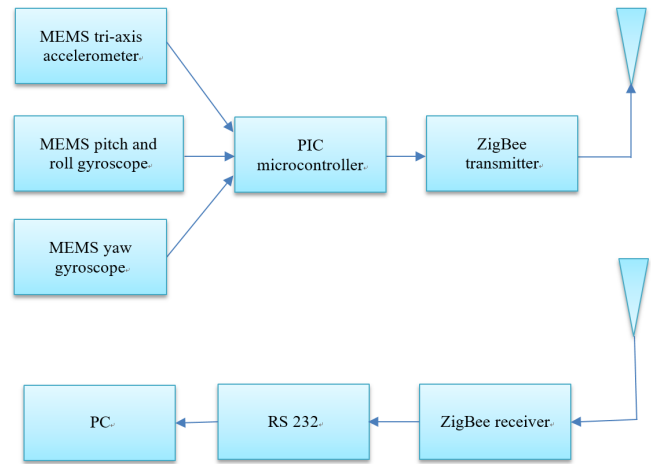 MEMS tri-axis
accelerometer
MEMS pitch and
roll gyroscope
MEMS yaw
gyroscope
PIC
microcontroller
ZigBee
transmitter
PC
RS 232
ZigBee receiver